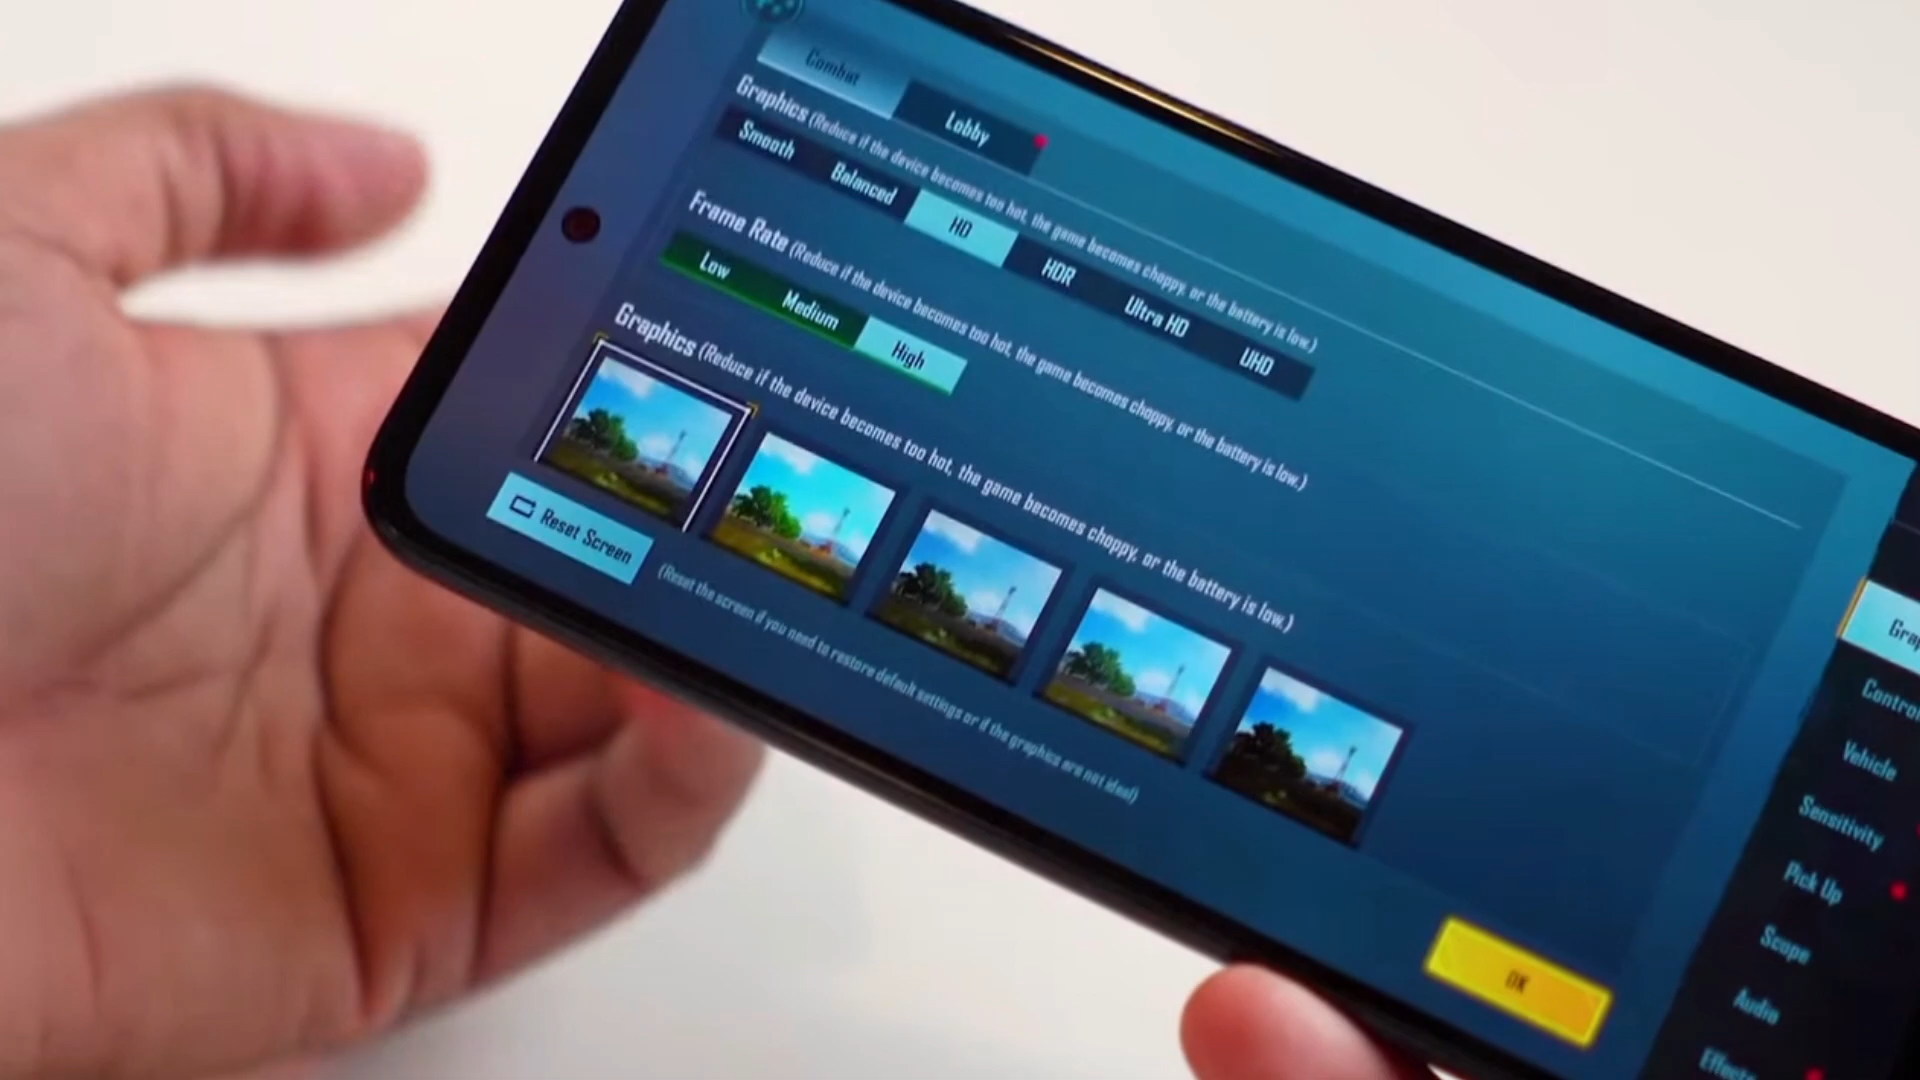 Combat
Lobby
Graphics (Reduce if the device becomes too hot, the game becomes choppy, or the battery is low.)
Smooth
Balanced
HD
HDR
Ultra HD
UHD
Frame Rate (Reduce if the device becomes too hot, the game becomes choppy, or the battery is low.)
Low
Medium
High
Graphics (Reduce if the device becomes too hot, the game becomes choppy, or the battery is low.)
Reset Screen
(Reset the screen if you need to restore default settings or if the graphics are not ideal)
OK
Gra
Contro
Vehicle
Sensitivity
Pick Up
Scope
Audio
Effects